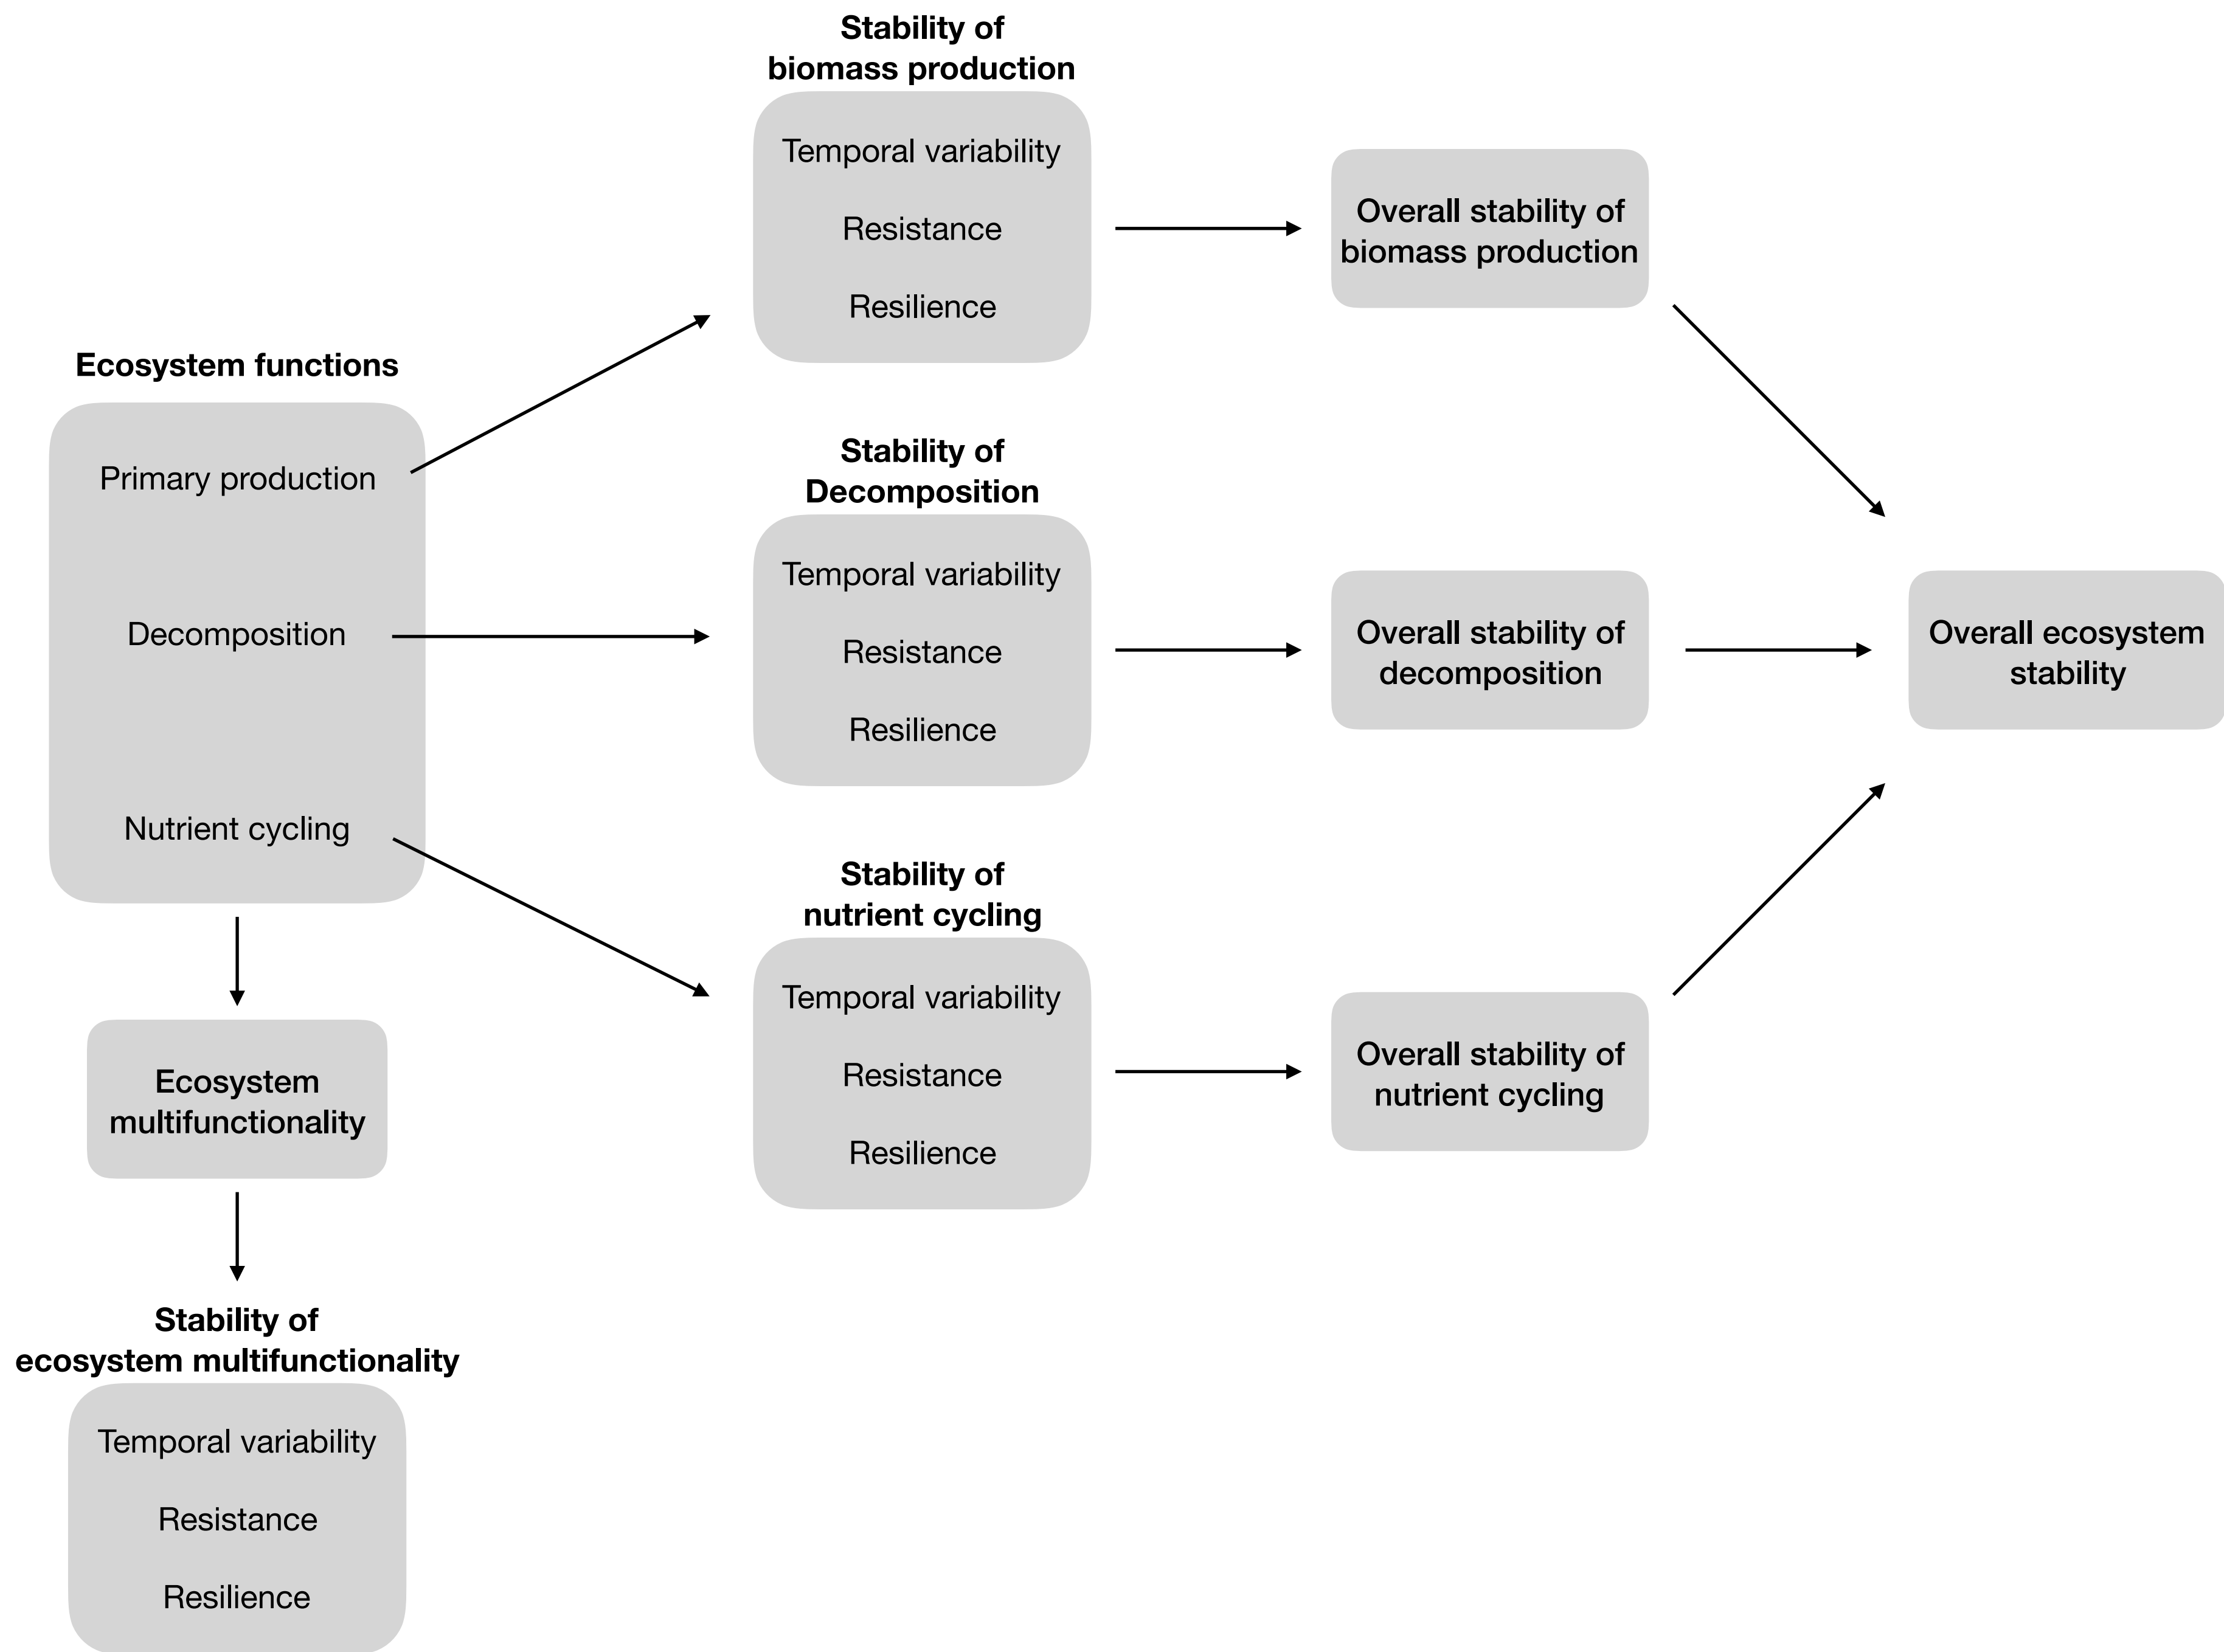 Stability of
biomass production
Temporal variability
Resistance
Resilience
Overall stability of
biomass production
Ecosystem functions
Primary production
Decomposition
Nutrient cycling
Stability of
Decomposition
Temporal variability
Resistance
Resilience
Overall stability of
decomposition
Overall ecosystem
stability
Stability of
nutrient cycling
Temporal variability
Resistance
Resilience
Overall stability of
nutrient cycling
Ecosystem
multifunctionality
Stability of
ecosystem multifunctionality
Temporal variability
Resistance
Resilience